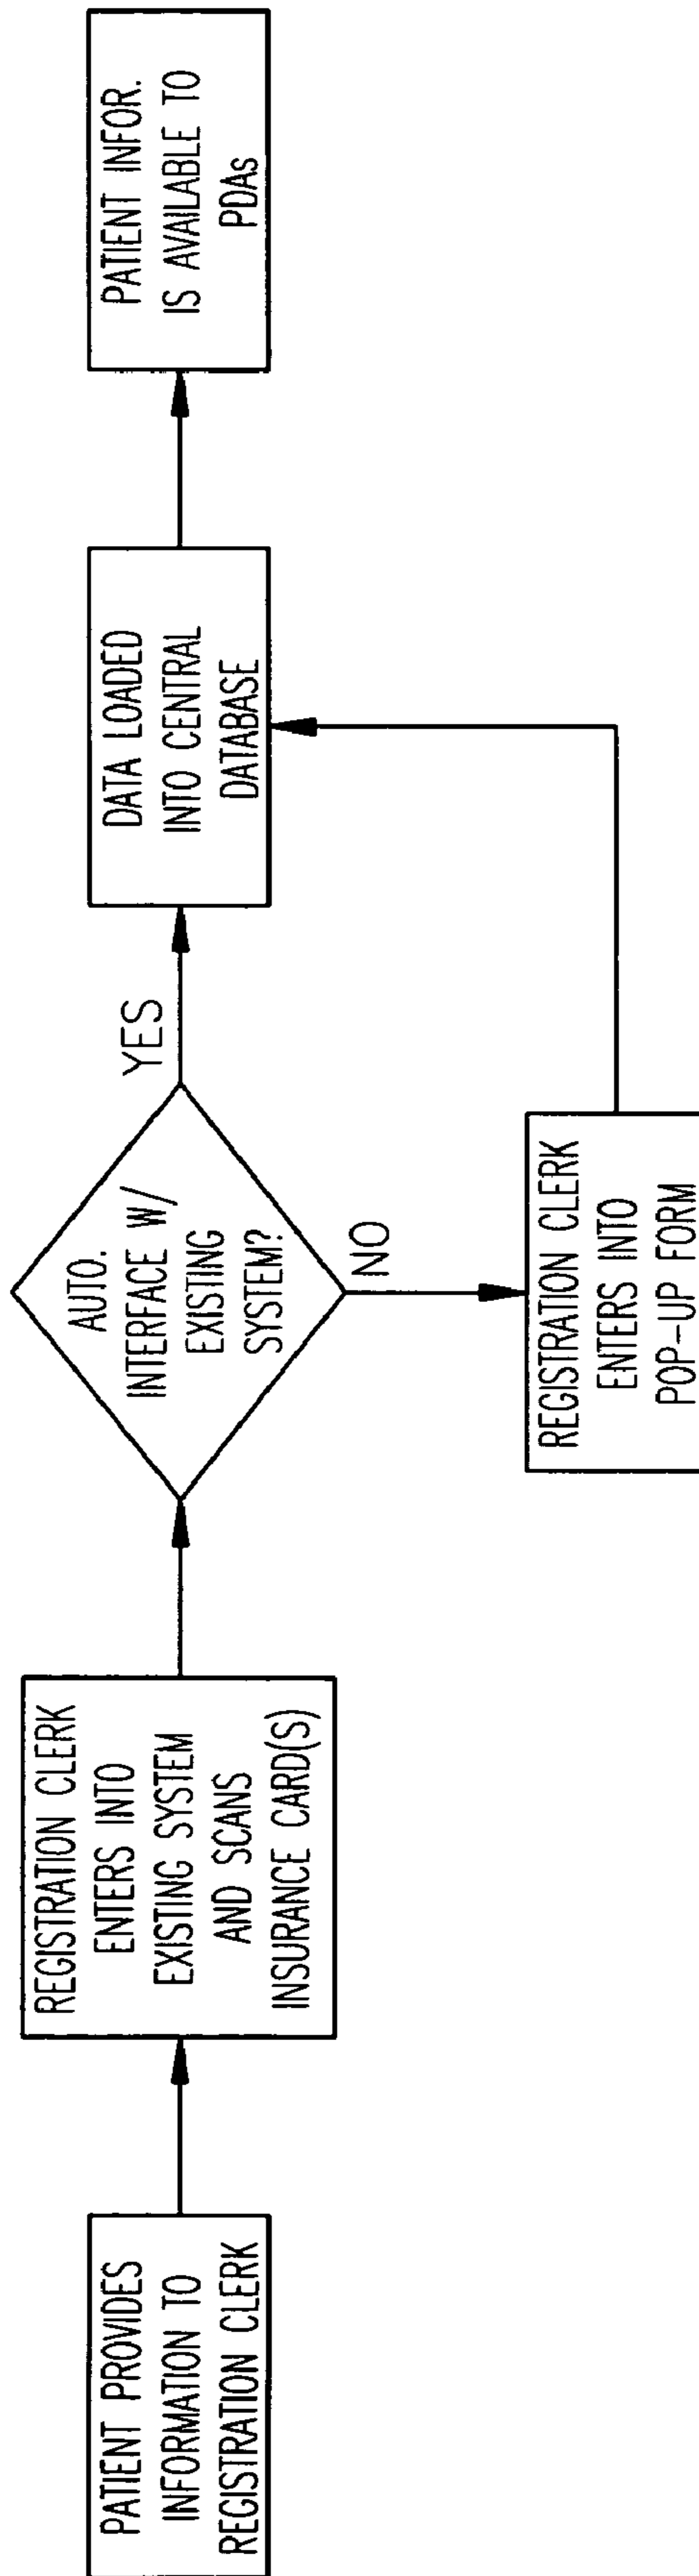 PATIENT PROVIDES
INFORMATION TO
REGISTRATION CLERK
REGISTRATION CLERK
ENTERS INTO
EXISTING SYSTEM
AND SCANS
INSURANCE CARD(S)
AUTO.
INTERFACE W/
EXISTING
SYSTEM?
YES
NO
REGISTRATION CLERK
ENTERS INTO
POP-UP FORM
DATA LOADED
INTO CENTRAL
DATABASE
PATIENT INFOR.
IS AVAILABLE TO
PDAs